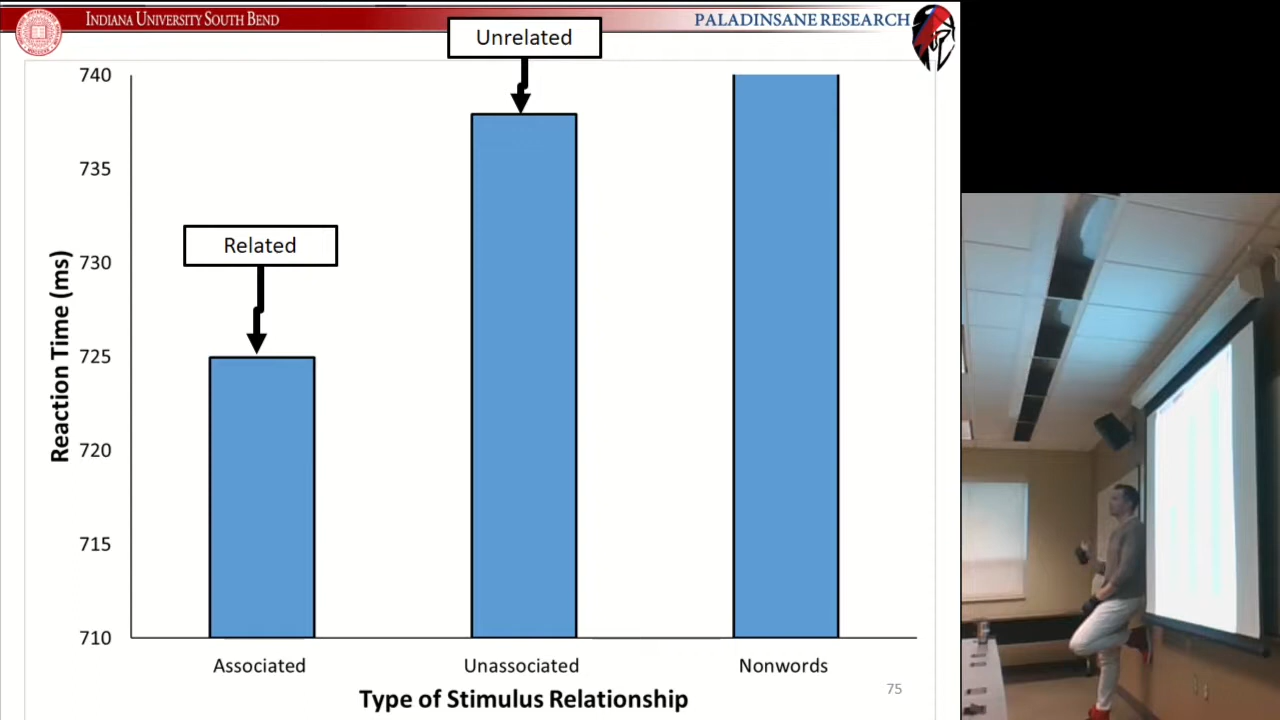 INDIANA UNIVERSITY SOUTH BEND
PALADINSANE RESEARCH
Unrelated
Related
Reaction Time (ms)
740
735
730
725
720
715
710
Associated
Unassociated
Nonwords
Type of Stimulus Relationship
75